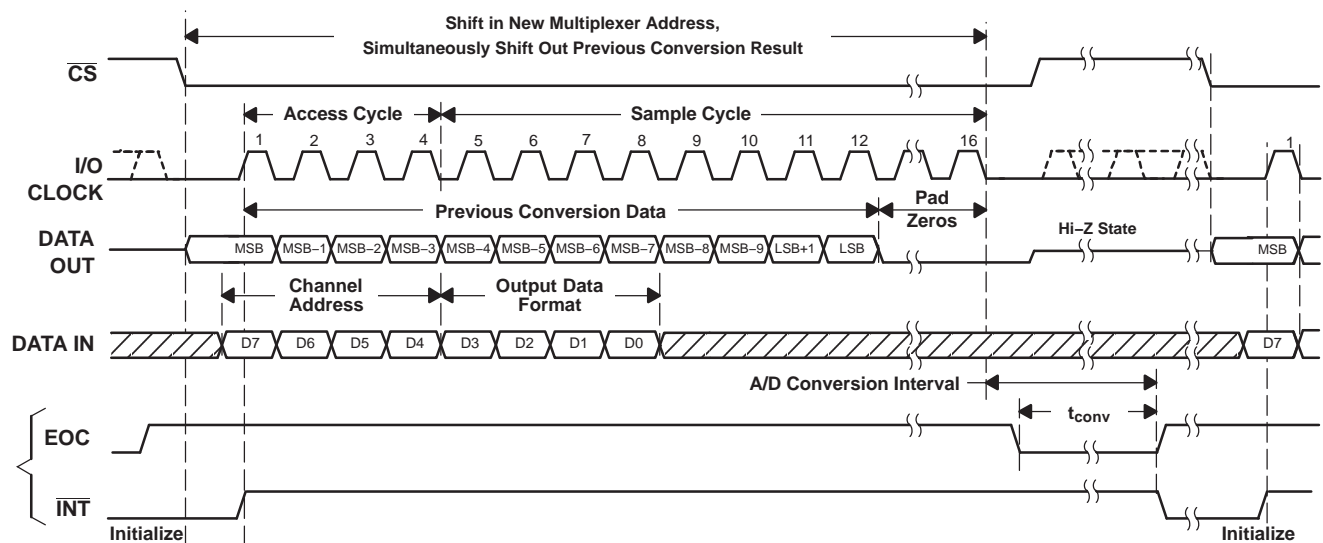 Shift in New Multiplexer Address,
Simultaneously Shift Out Previous Conversion Result
CS
Access Cycle
Sample Cycle
1 2 3 4 5 6 7 8 9 10 11 12 16 1
I/O
CLOCK
Previous Conversion Data
Pad
Zeros
DATA
OUT
MSB MSB–1 MSB–2 MSB–3 MSB–4 MSB–5 MSB–6 MSB–7 MSB–8 MSB–9 LSB+1 LSB
Hi–Z State
MSB
Channel
Address
Output Data
Format
DATA IN
D7 D6 D5 D4 D3 D2 D1 D0 D7
A/D Conversion Interval
tconv
EOC
INT
Initialize
Initialize